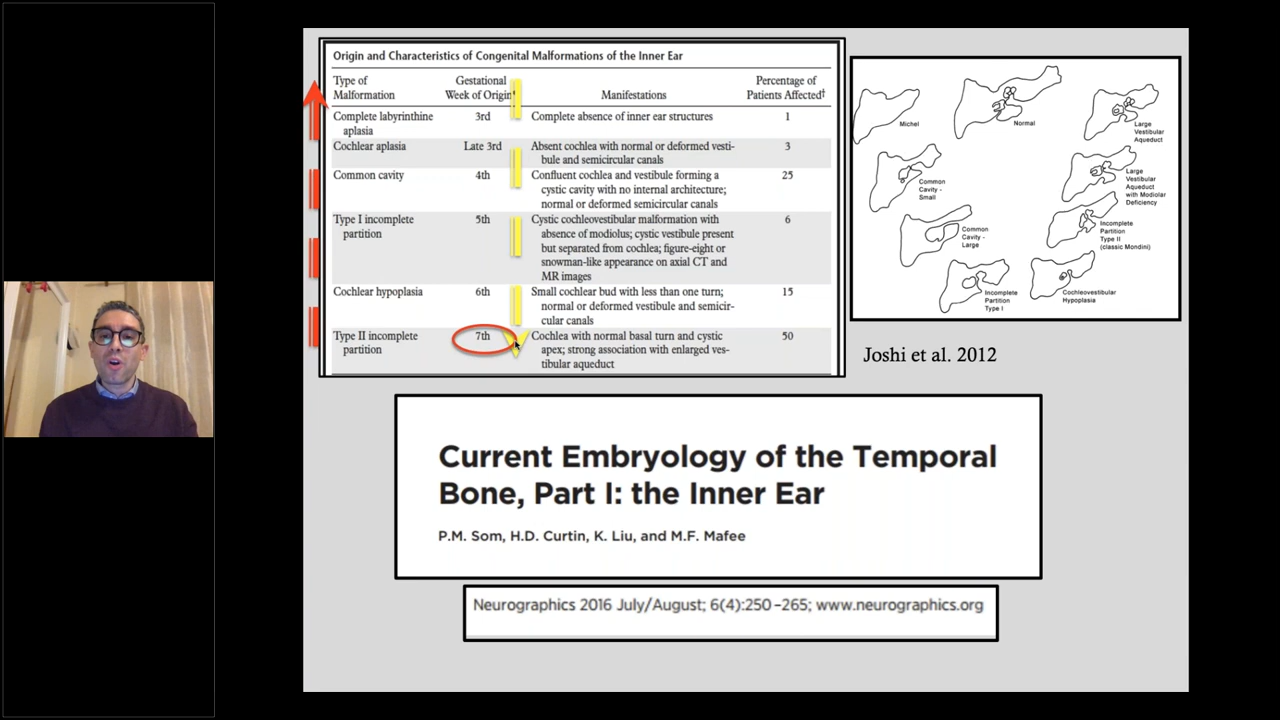 Origin and Characteristics of Congenital Malformations of the Inner Ear
Type of Malformation Gestational Week of Origin* Manifestations Percentage of Patients Affected†
Complete labyrinthine aplasia 3rd Complete absence of inner ear structures 1
Cochlear aplasia Late 3rd Absent cochlea with normal or deformed vesti-
bule and semicircular canals 3
Common cavity 4th Confluent cochlea and vestibule forming a
cystic cavity with no internal architecture;
normal or deformed semicircular canals 25
Type I incomplete partition 5th Cystic cochleovestibular malformation with
absence of modiolus; cystic vestibule present
but separated from cochlea; figure-eight or
snowman-like appearance on axial CT and
MR images 6
Cochlear hypoplasia 6th Small cochlear bud with less than one turn;
normal or deformed vestibule and semicir-
cular canals 15
Type II incomplete partition 7th Cochlea with normal basal turn and cystic
apex; strong association with enlarged ves-
tibular aqueduct 50
Michel
Normal
Large
Vestibular
Aqueduct
Common
Cavity -
Small
Large
Vestibular
Aqueduct
with Modiolar
Deficiency
Common
Cavity -
Large
Incomplete
Partition
Type II
(classic Mondini)
Incomplete
Partition
Type I
Cochleovestibular
Hypoplasia
Joshi et al. 2012
Current Embryology of the Temporal
Bone, Part I: the Inner Ear
P.M. Som, H.D. Curtin, K. Liu, and M.F. Mafee
Neurographics 2016 July/August; 6(4):250–265; www.neurographics.org